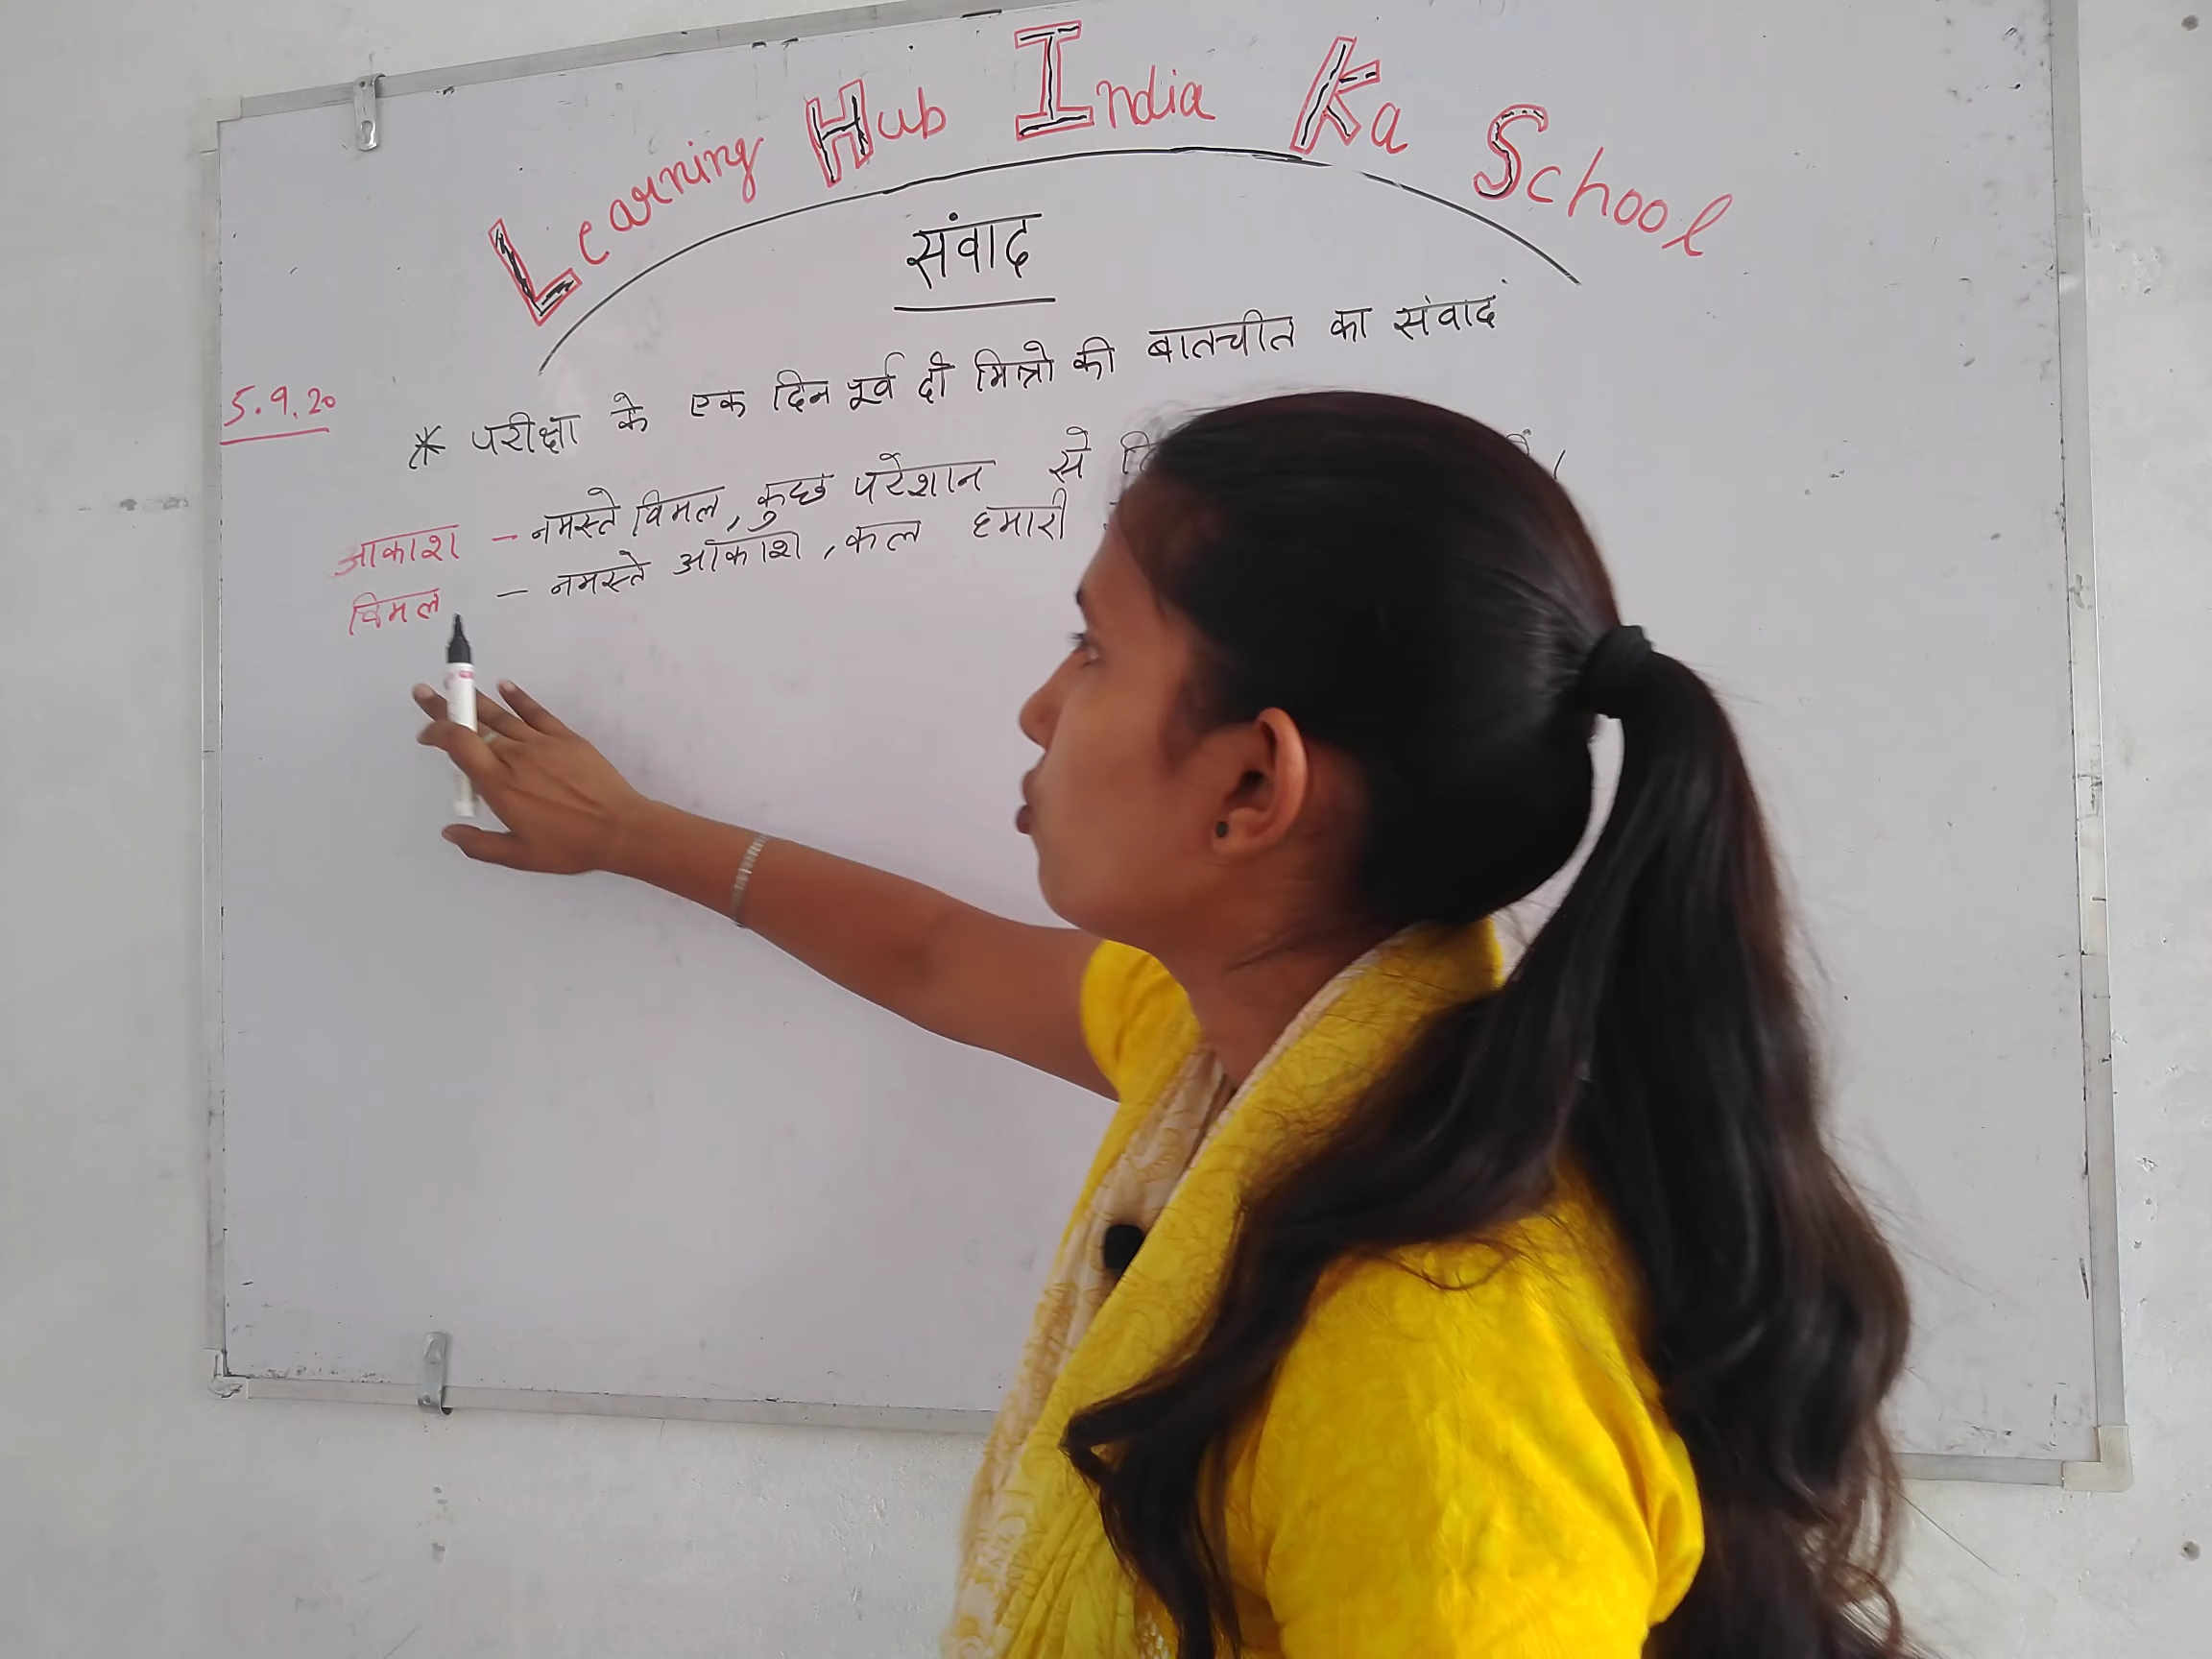 Learning Hub India Ka School
संवाद
5.9.20
* परीक्षा के एक दिन पूर्व दो मित्रो की बातचीत का संवाद
आकाश – नमस्ते विमल, कुछ परेशान से
विमल – नमस्ते आकाश, कल हमारी